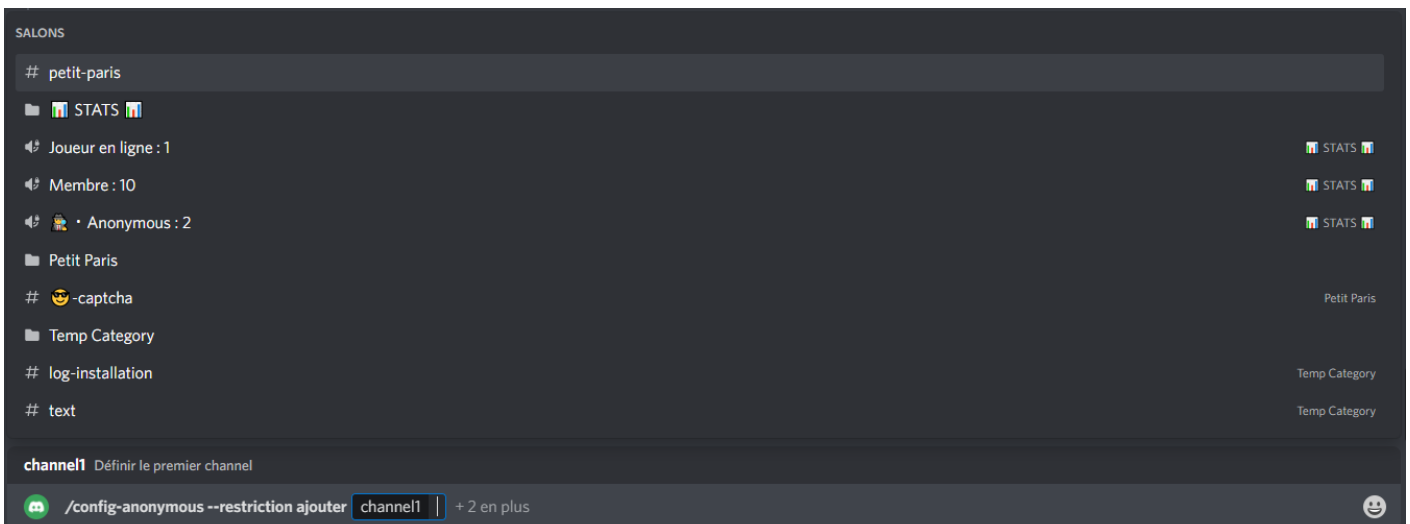 SALONS
# petit-paris
📊 STATS 📊
Joueur en ligne : 1 📊 STATS 📊
Membre : 10 📊 STATS 📊
🕵️・Anonymous : 2 📊 STATS 📊
Petit Paris
# 😎-captcha Petit Paris
Temp Category
# log-installation Temp Category
# text Temp Category
channel1 Définir le premier channel
/config-anonymous --restriction ajouter channel1 + 2 en plus